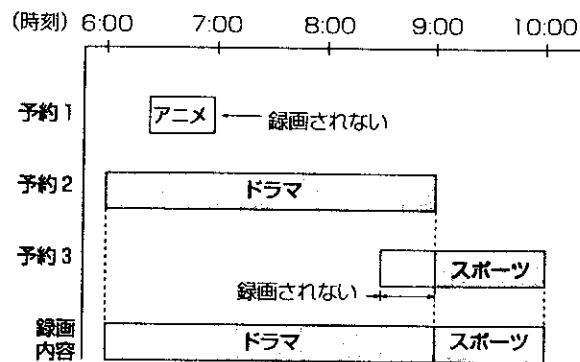 (時刻) 6:00 7:00 8:00 9:00 10:00
予約1 アニメ 録画されない
予約2 ドラマ
予約3 スポーツ
録画されない
録画内容 ドラマ スポーツ